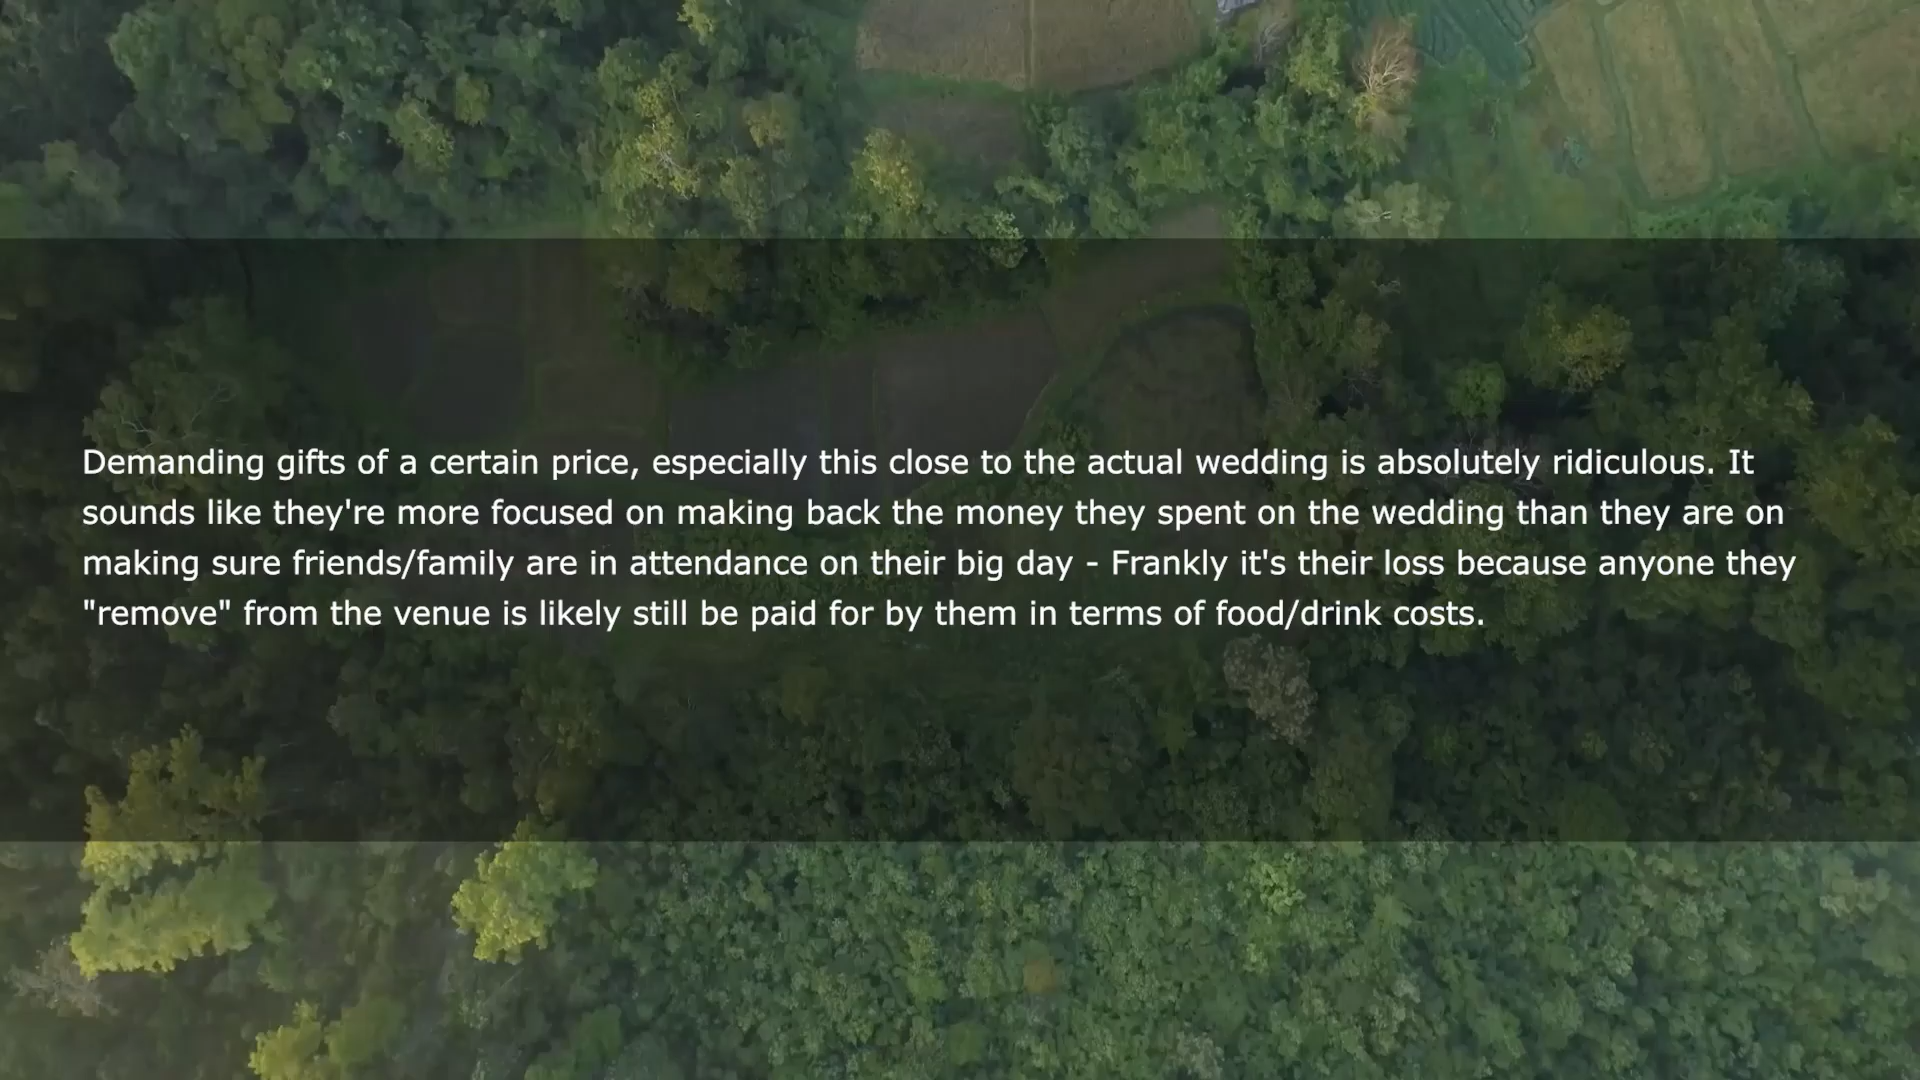 Demanding gifts of a certain price, especially this close to the actual wedding is absolutely ridiculous. It
sounds like they're more focused on making back the money they spent on the wedding than they are on
making sure friends/family are in attendance on their big day - Frankly it's their loss because anyone they
"remove" from the venue is likely still be paid for by them in terms of food/drink costs.